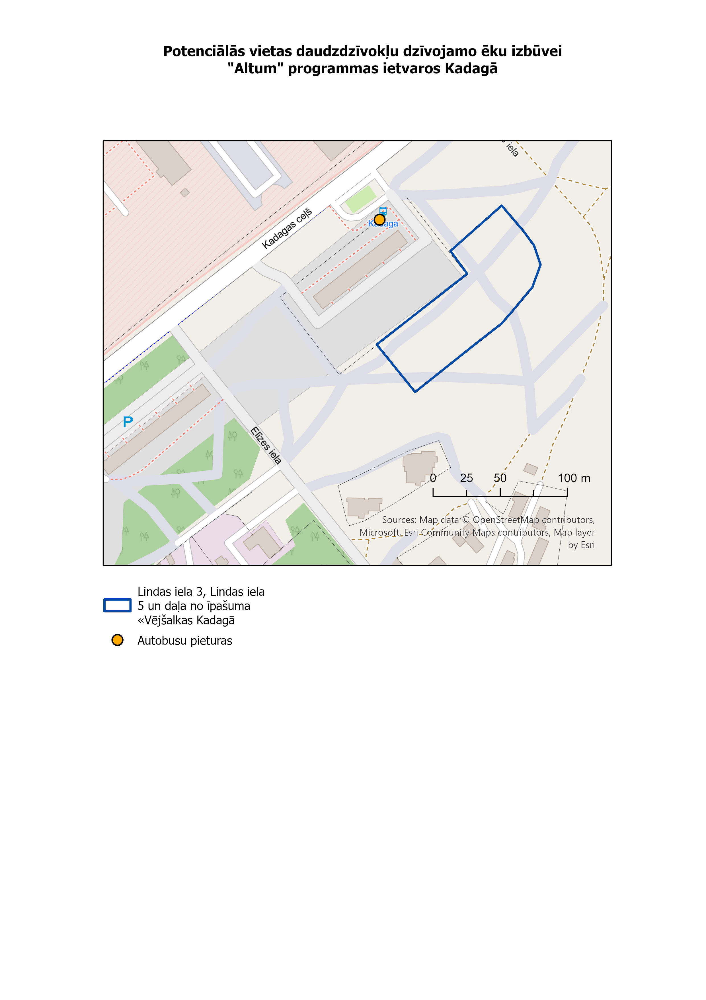 Potenciālās vietas daudzdzīvokļu dzīvojamo ēku izbūvei
"Altum" programmas ietvaros Kadagā
iela
Kadagas ceļš
Kadaga
P
Elīzes iela
0 25 50 100 m
Sources: Map data © OpenStreetMap contributors,
Microsoft, Esri Community Maps contributors, Map layer
by Esri
Lindas iela 3, Lindas iela
5 un daļa no īpašuma
«Vējšalkas Kadagā
Autobusu pieturas